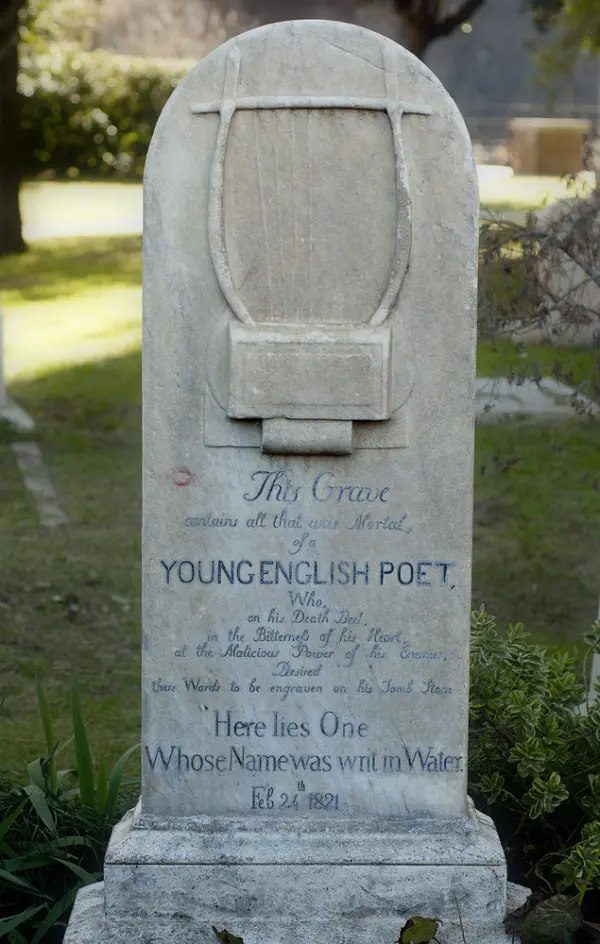 This Grave
contains all that was Mortal,
of a
YOUNG ENGLISH POET,
Who,
on his Death Bed,
in the Bitterness of his Heart,
at the Malicious Power of his Enemies,
Desired
these Words to be engraven on his Tomb Stone
"Here lies One
Whose Name was writ in Water.
Feb 24th 1821